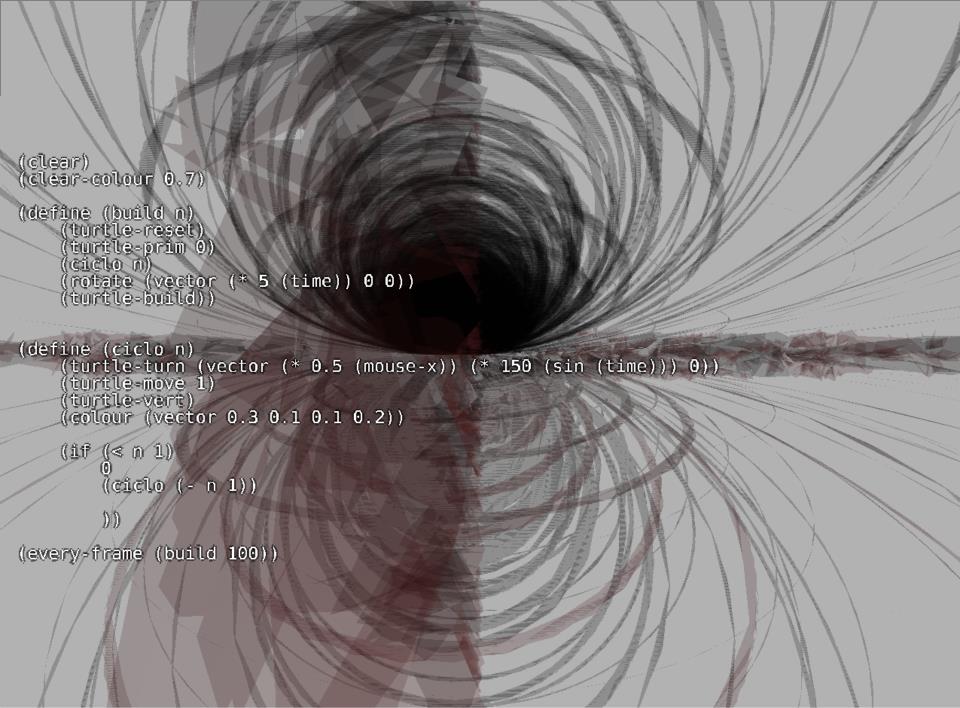 (clear)
(clear-colour 0.7)
(define (build n)
(turtle-reset)
(turtle-prim 0)
(ciclo n)
(rotate (vector (* 5 (time)) 0 0))
(turtle-build))
(define (ciclo n)
(turtle-turn (vector (* 0.5 (mouse-x)) (* 150 (sin (time))) 0))
(turtle-move 1)
(turtle-vert)
(colour (vector 0.3 0.1 0.1 0.2))
(if (< n 1)
0
(ciclo (- n 1))
))
(every-frame (build 100))